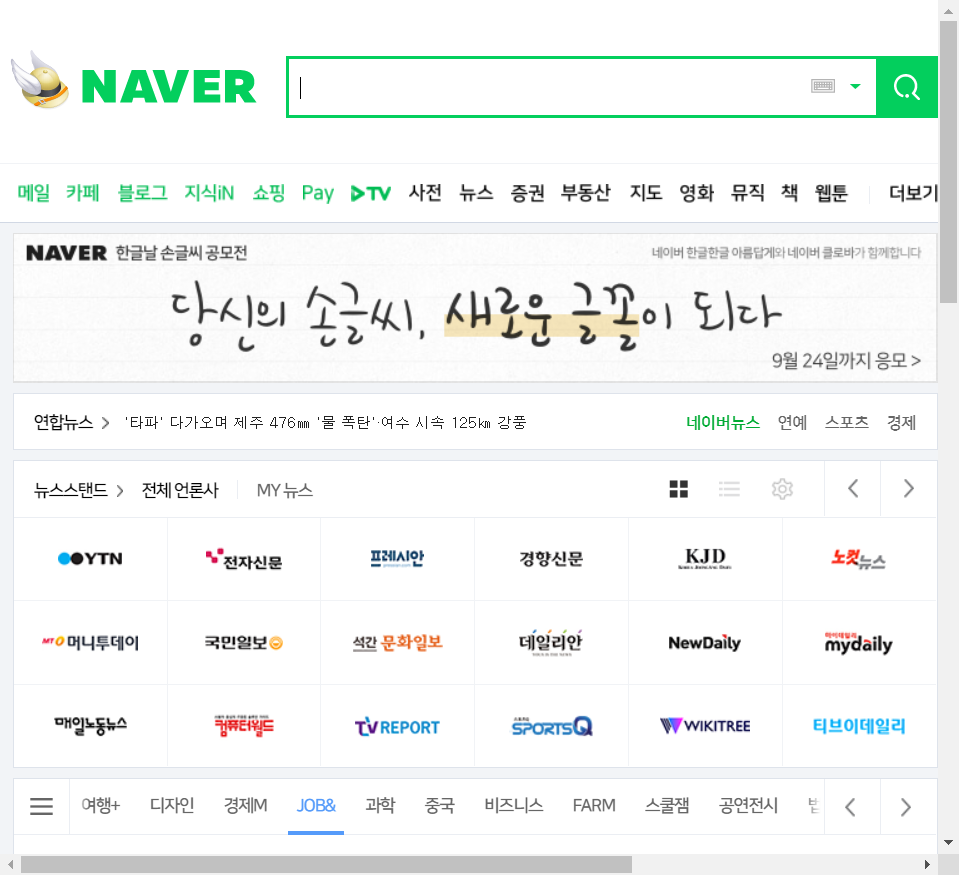 NAVER
메일 카페 블로그 지식iN 쇼핑 Pay TV 사전 뉴스 증권 부동산 지도 영화 뮤직 책 웹툰 더보기
NAVER 한글날 손글씨 공모전
네이버 한글한글 아름답게와 네이버 클로바가 함께합니다
당신의 손글씨, 새로운 글꼴이 되다
9월 24일까지 응모 >
연합뉴스 > '타파' 다가오며 제주 476㎜ '물 폭탄'·여수 시속 125㎞ 강풍 네이버뉴스 연예 스포츠 경제
뉴스스탠드 > 전체 언론사 MY 뉴스
YTN 전자신문 프레시안 경향신문 KJD 노컷뉴스
MT 머니투데이 국민일보 석간 문화일보 데일리안 NewDaily 마이데일리 mydaily
매일노동뉴스 컴퓨터월드 TV REPORT 스포츠Q SPORTSQ WIKITREE 티브이데일리
여행+ 디자인 경제M JOB& 과학 중국 비즈니스 FARM 스쿨잼 공연전시